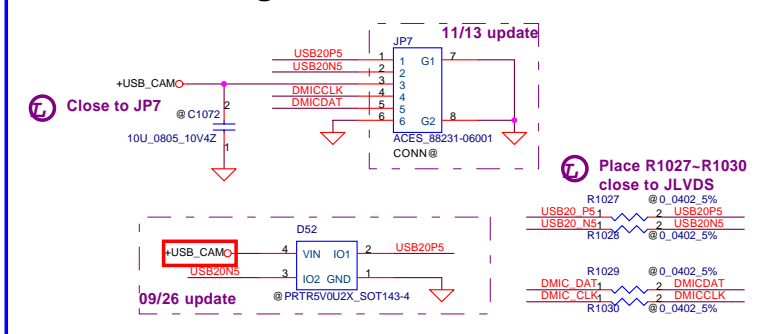 11/13 update
JP7
USB20P5 1 1 G1 7
USB20N5 2 2
+USB_CAM 3 3
DMICCLK 4 4
DMICDAT 5 5
6 6 G2 8
L Close to JP7
2
@ C1072
10U_0805_10V4Z
1
ACES_88231-06001
CONN@
L Place R1027~R1030
close to JLVDS
R1027 @0_0402_5%
USB20_P5 1 2 USB20P5
USB20_N5 1 2 USB20N5
R1028 @0_0402_5%
D52
+USB_CAM 4 VIN IO1 2 USB20P5
USB20N5 3 IO2 GND 1
09/26 update
@PRTR5V0U2X_SOT143-4
R1029 @0_0402_5%
DMIC_DAT 1 2 DMICDAT
DMIC_CLK 1 2 DMICCLK
R1030 @0_0402_5%